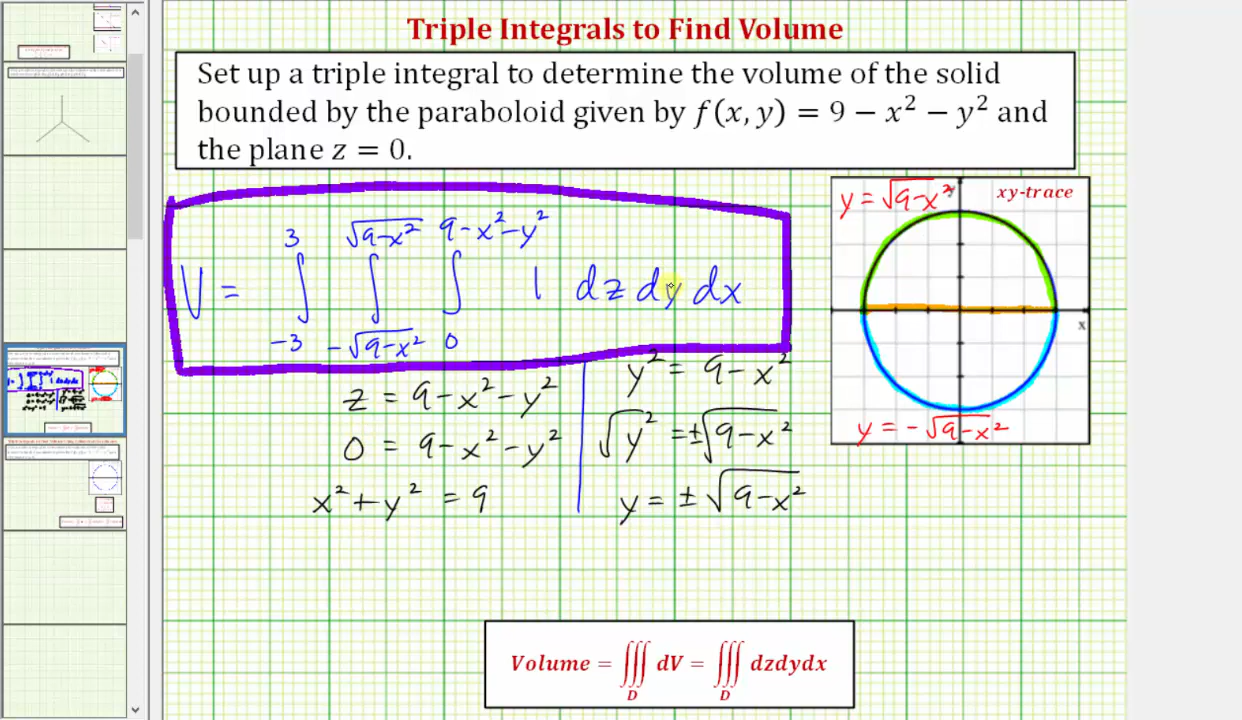 Triple Integrals to Find Volume
Set up a triple integral to determine the volume of the solid
bounded by the paraboloid given by f(x, y) = 9 − x² − y² and
the plane z = 0.
y = √(9-x²)
xy-trace
3 √(9-x²) 9-x²-y²
V = ∫ ∫ ∫ 1 dz dy dx
-3 -√(9-x²) 0
x
z = 9-x²-y²
0 = 9-x²-y²
x²+y² = 9
y² = 9-x²
√y² = ±√(9-x²)
y = ±√(9-x²)
y = -√(9-x²)
Volume = ∭ dV = ∭ dzdydx
D D